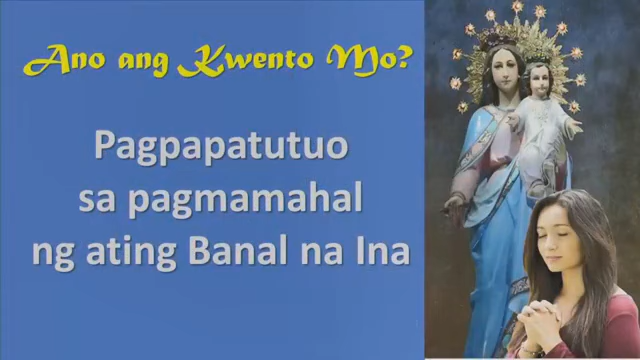 Ano ang Kwento Mo?
Pagpapatutuo
sa pagmamahal
ng ating Banal na Ina